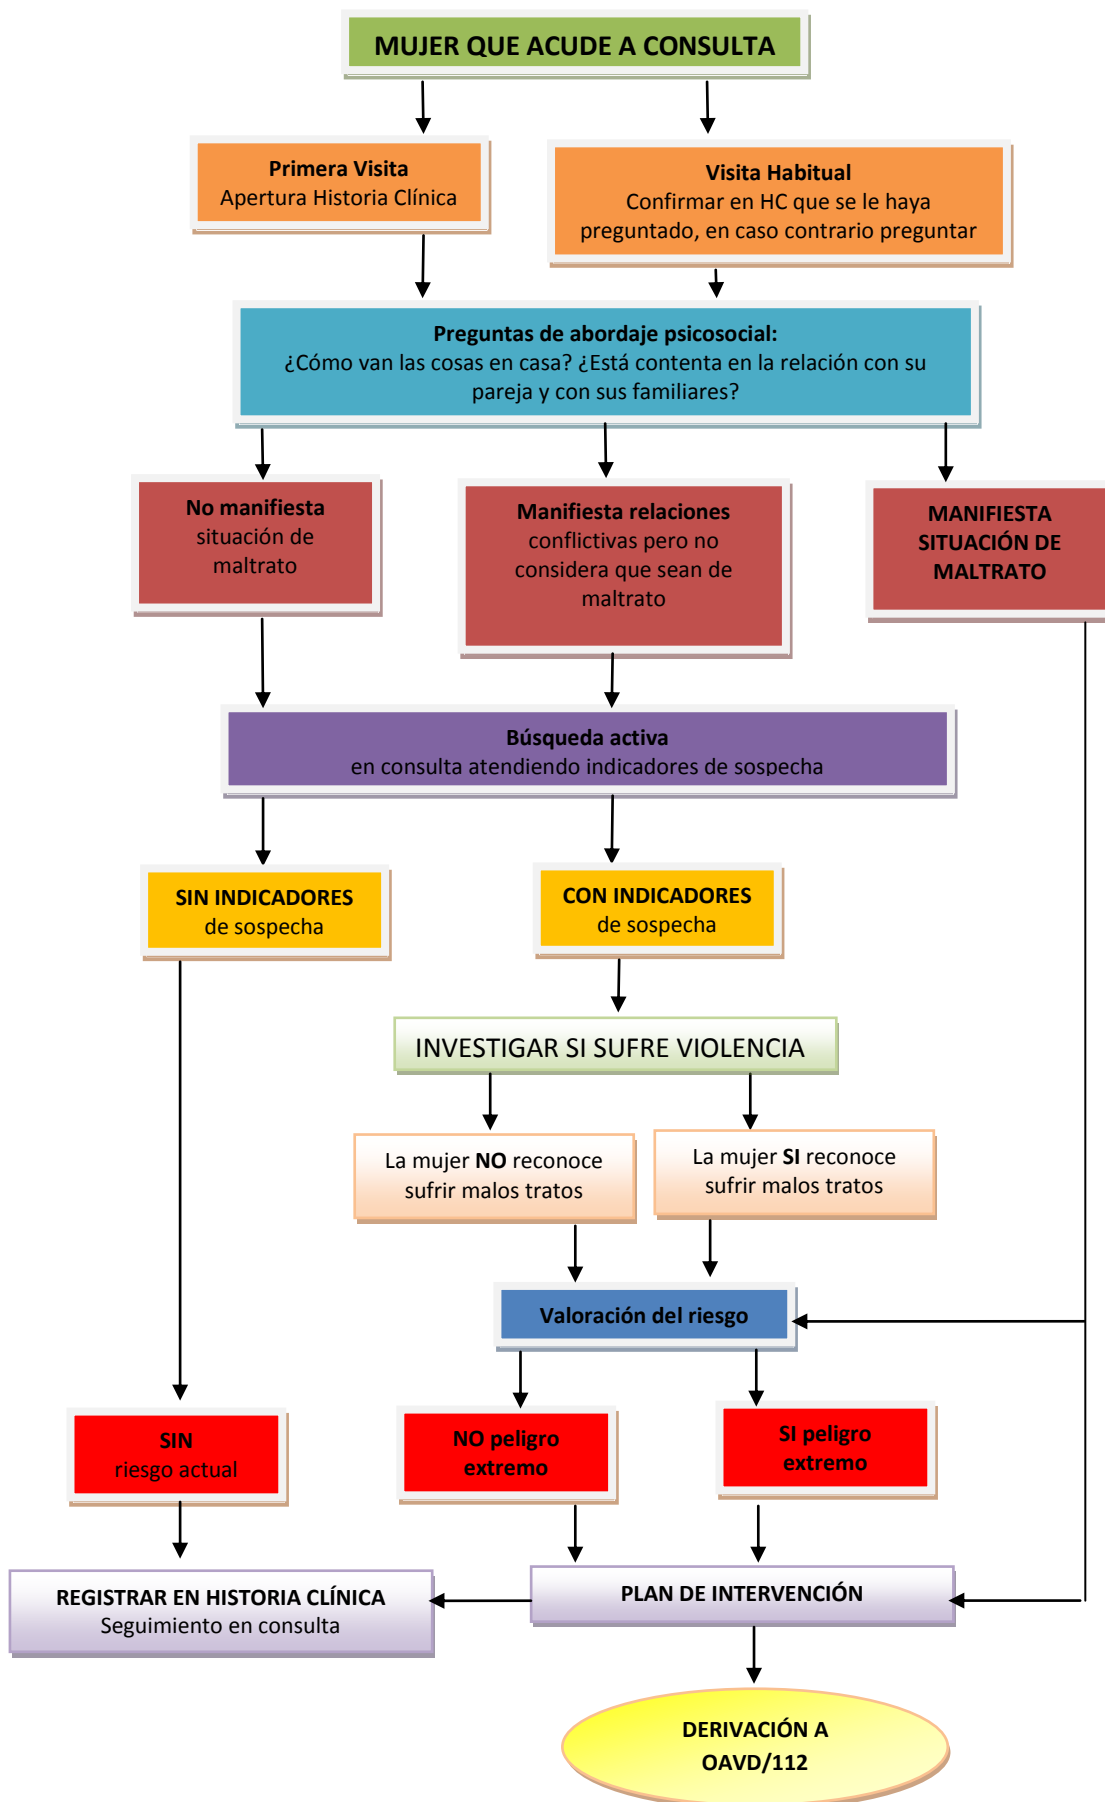 MUJER QUE ACUDE A CONSULTA
Primera Visita
Apertura Historia Clínica
Visita Habitual
Confirmar en HC que se le haya
preguntado, en caso contrario preguntar
Preguntas de abordaje psicosocial:
¿Cómo van las cosas en casa? ¿Está contenta en la relación con su
pareja y con sus familiares?
No manifiesta
situación de
maltrato
Manifiesta relaciones
conflictivas pero no
considera que sean de
maltrato
MANIFIESTA
SITUACIÓN DE
MALTRATO
Búsqueda activa
en consulta atendiendo indicadores de sospecha
SIN INDICADORES
de sospecha
CON INDICADORES
de sospecha
INVESTIGAR SI SUFRE VIOLENCIA
La mujer NO reconoce
sufrir malos tratos
La mujer SI reconoce
sufrir malos tratos
Valoración del riesgo
SIN
riesgo actual
NO peligro
extremo
SI peligro
extremo
REGISTRAR EN HISTORIA CLÍNICA
Seguimiento en consulta
PLAN DE INTERVENCIÓN
DERIVACIÓN A
OAVD/112